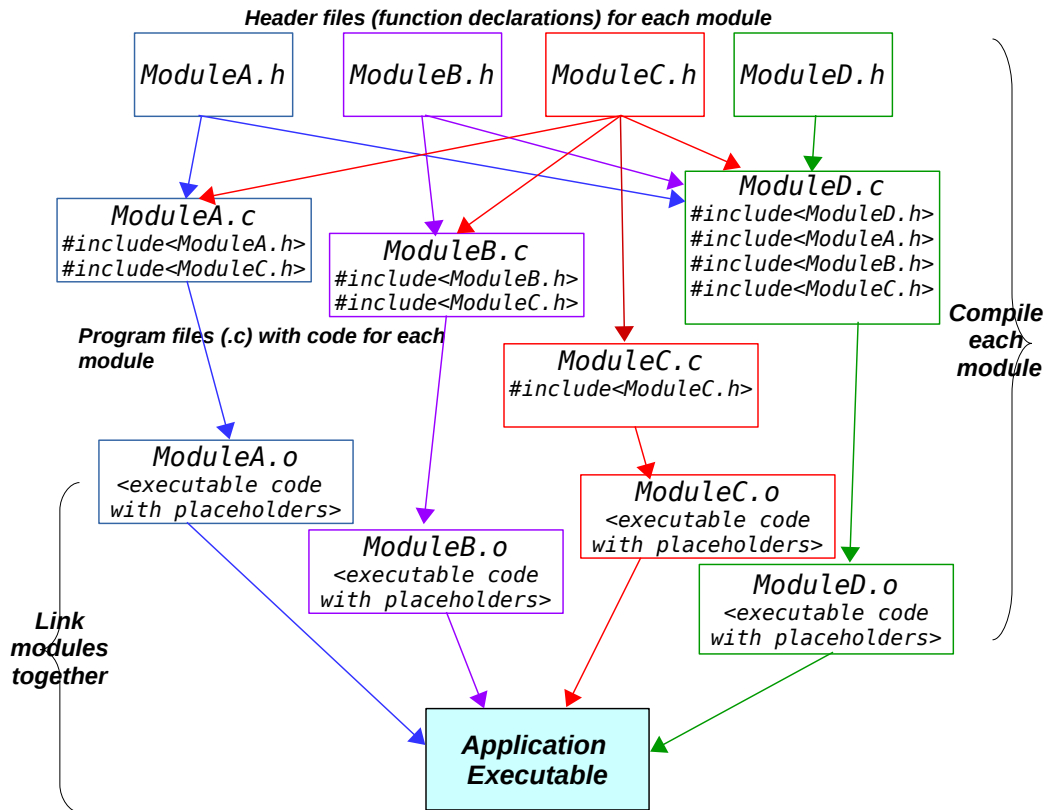 Header files (function declarations) for each module
ModuleA.h
ModuleB.h
ModuleC.h
ModuleD.h
ModuleA.c
#include<ModuleA.h>
#include<ModuleC.h>
ModuleB.c
#include<ModuleB.h>
#include<ModuleC.h>
ModuleD.c
#include<ModuleD.h>
#include<ModuleA.h>
#include<ModuleB.h>
#include<ModuleC.h>
Program files (.c) with code for each
module
ModuleC.c
#include<ModuleC.h>
Compile
each
module
ModuleA.o
<executable code
with placeholders>
ModuleB.o
<executable code
with placeholders>
ModuleC.o
<executable code
with placeholders>
ModuleD.o
<executable code
with placeholders>
Link
modules
together
Application
Executable